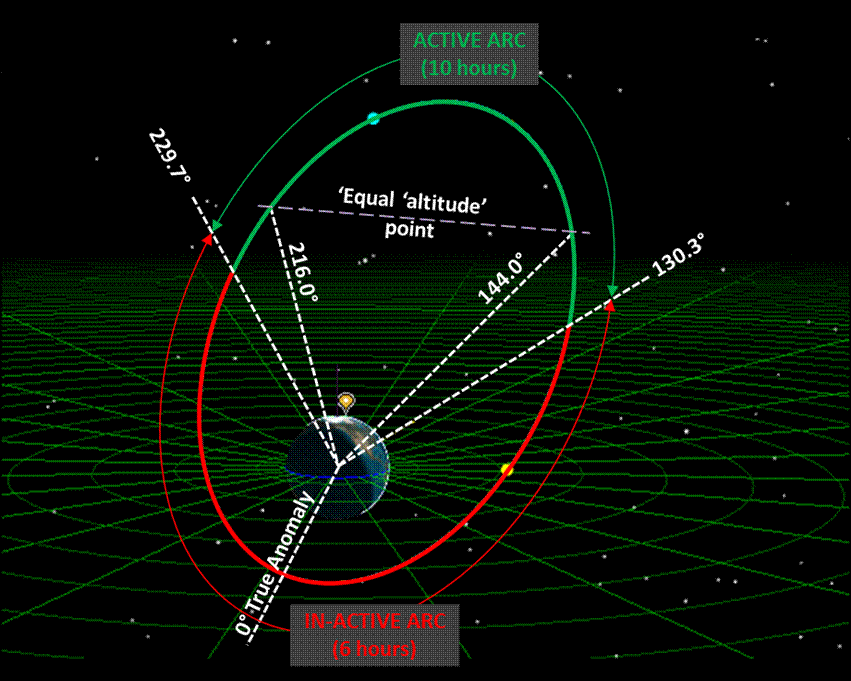 ACTIVE ARC
(10 hours)
229.7°
‘Equal ‘altitude’
point
216.0°
144.0°
130.3°
0° True Anomaly
IN-ACTIVE ARC
(6 hours)